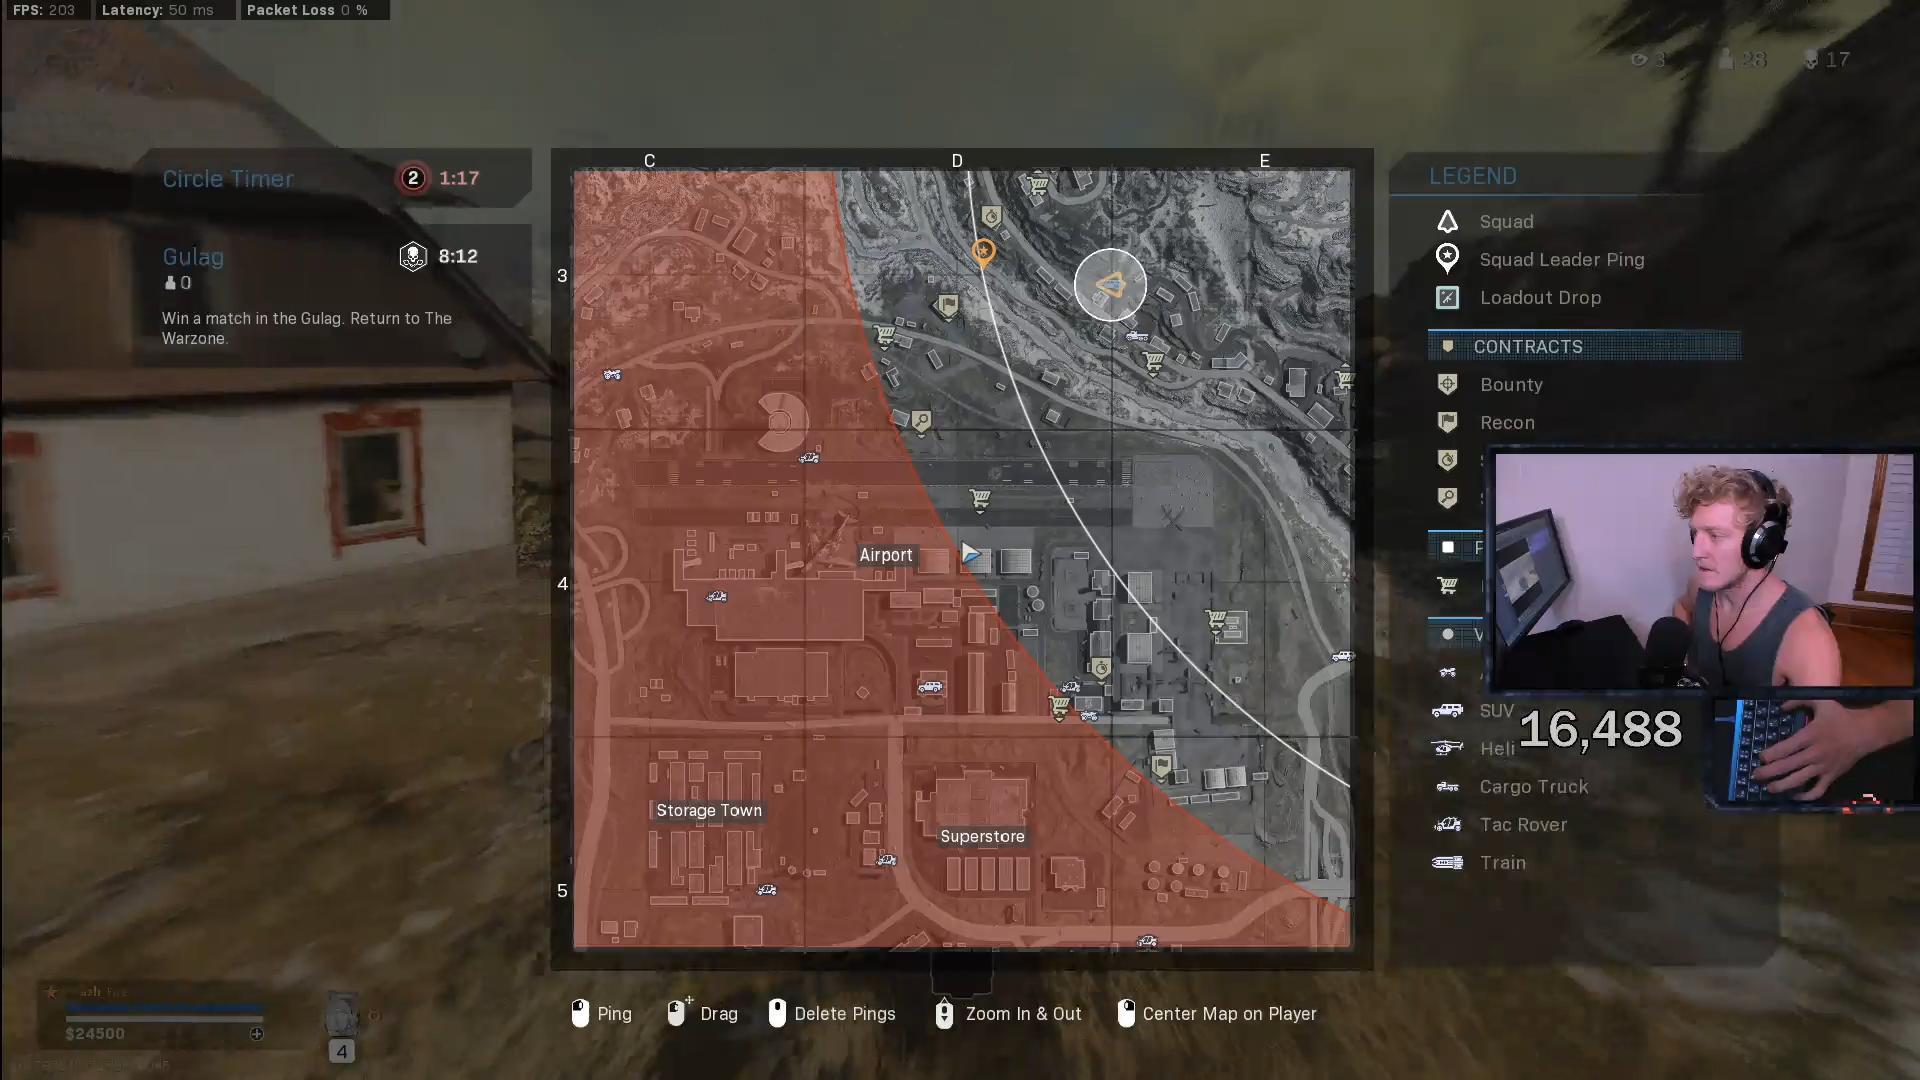 FPS: 203 Latency: 50 ms Packet Loss 0 %
3 28 17
Circle Timer 2 1:17
Gulag 8:12
0
Win a match in the Gulag. Return to The
Warzone.
C D E
3
4
5
Airport
Storage Town
Superstore
LEGEND
Squad
Squad Leader Ping
Loadout Drop
CONTRACTS
Bounty
Recon
SUV
Heli
Cargo Truck
Tac Rover
Train
16,488
$24500
4
Ping Drag Delete Pings Zoom In & Out Center Map on Player